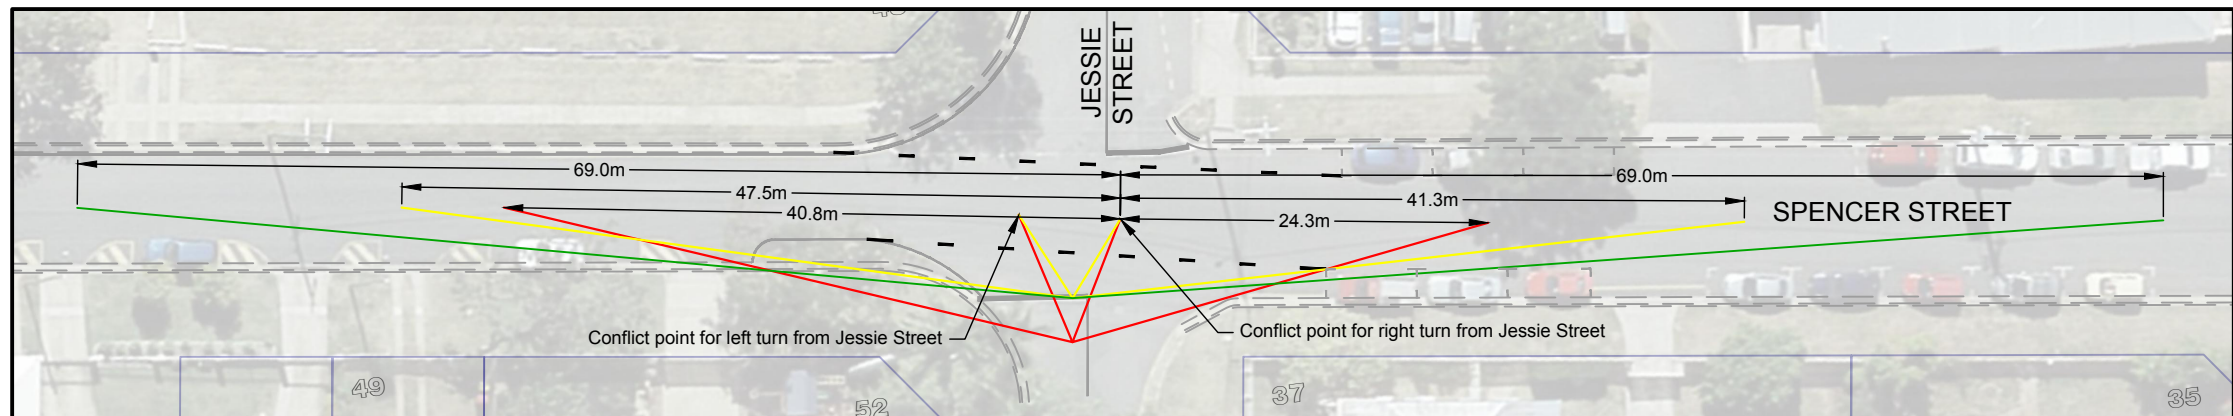 JESSIE
STREET
69.0m
69.0m
47.5m
41.3m
40.8m
24.3m
SPENCER STREET
Conflict point for left turn from Jessie Street
Conflict point for right turn from Jessie Street
49
52
37
35